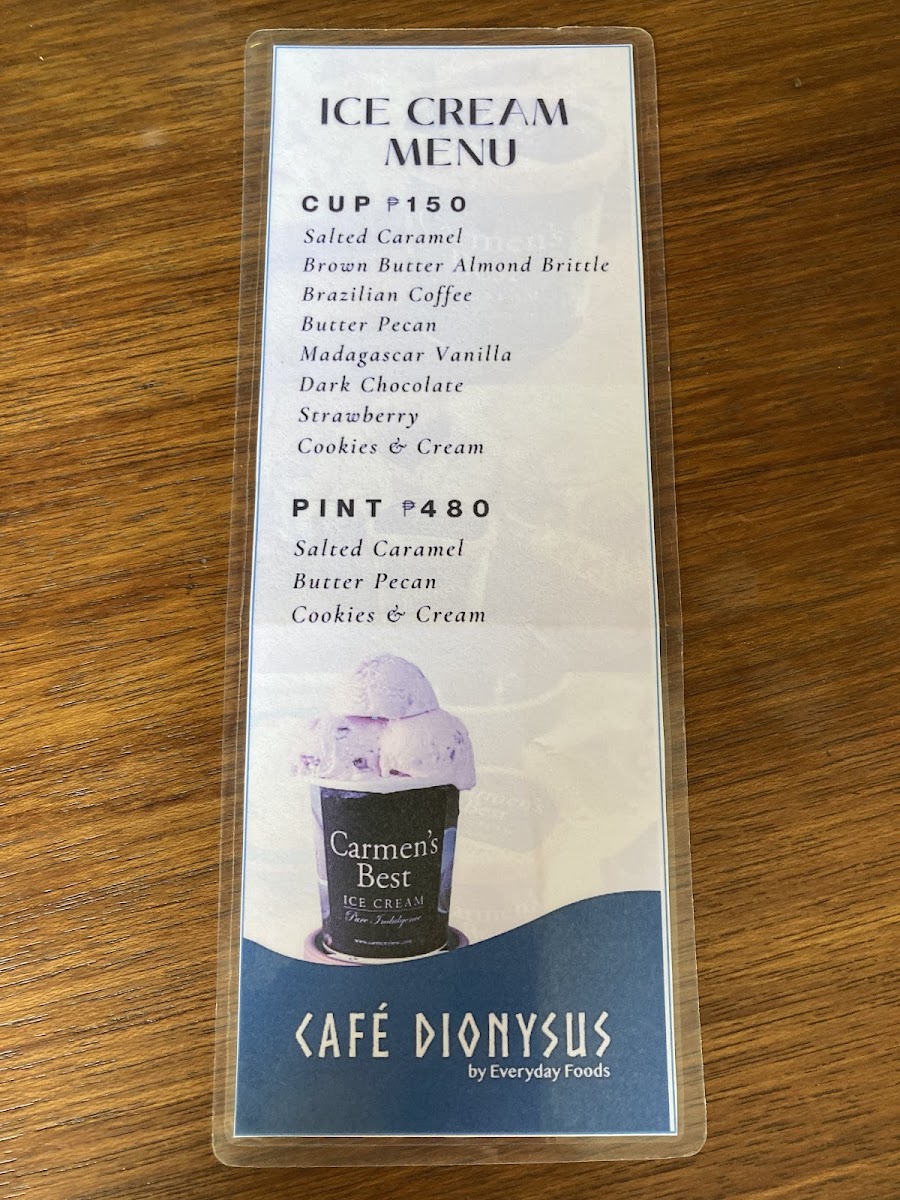 ICE CREAM
MENU
CUP ₱150
Salted Caramel
Brown Butter Almond Brittle
Brazilian Coffee
Butter Pecan
Madagascar Vanilla
Dark Chocolate
Strawberry
Cookies & Cream
PINT ₱480
Salted Caramel
Butter Pecan
Cookies & Cream
Carmen's
Best
ICE CREAM
Pure Indulgence
CAFÉ DIONYSUS
by Everyday Foods